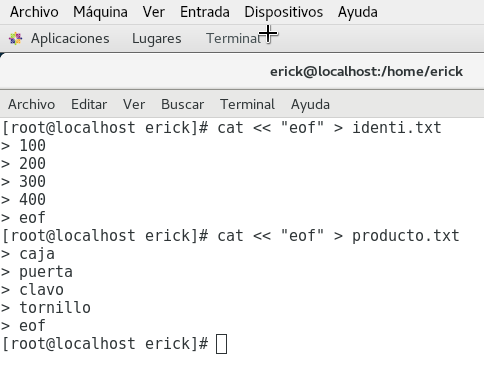 Archivo Máquina Ver Entrada Dispositivos Ayuda
Aplicaciones Lugares Terminal
erick@localhost:/home/erick
Archivo Editar Ver Buscar Terminal Ayuda
[root@localhost erick]# cat << "eof" > identi.txt
> 100
> 200
> 300
> 400
> eof
[root@localhost erick]# cat << "eof" > producto.txt
> caja
> puerta
> clavo
> tornillo
> eof
[root@localhost erick]#